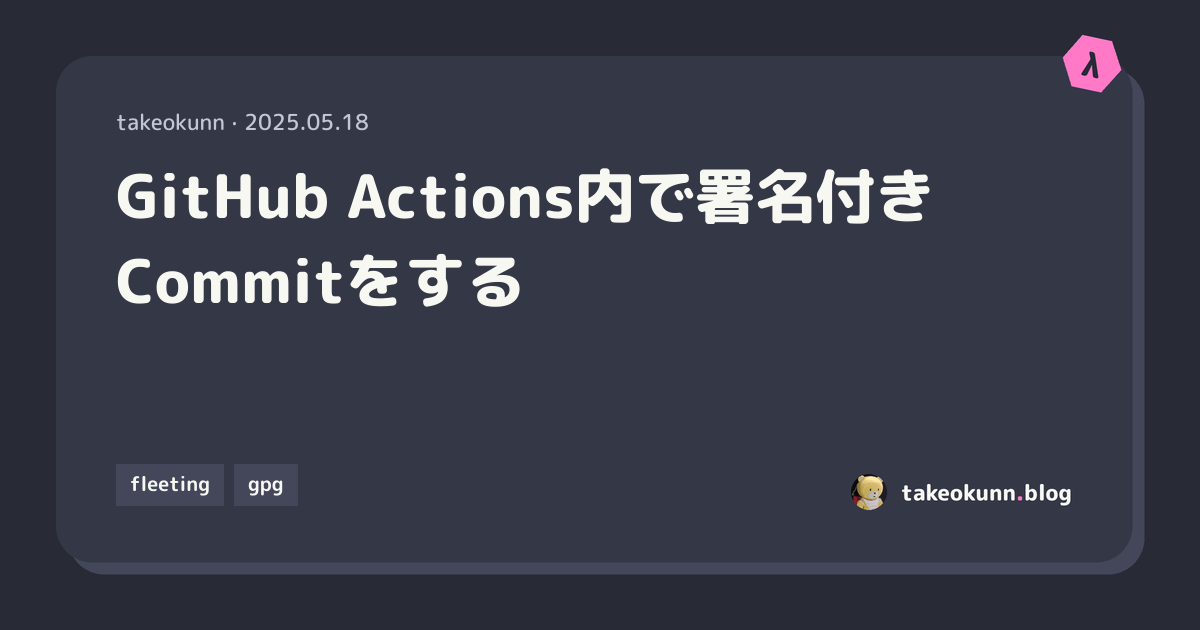 λ
takeokunn · 2025.05.18
GitHub Actions内で署名付き
Commitをする
fleeting
gpg
takeokunn.blog